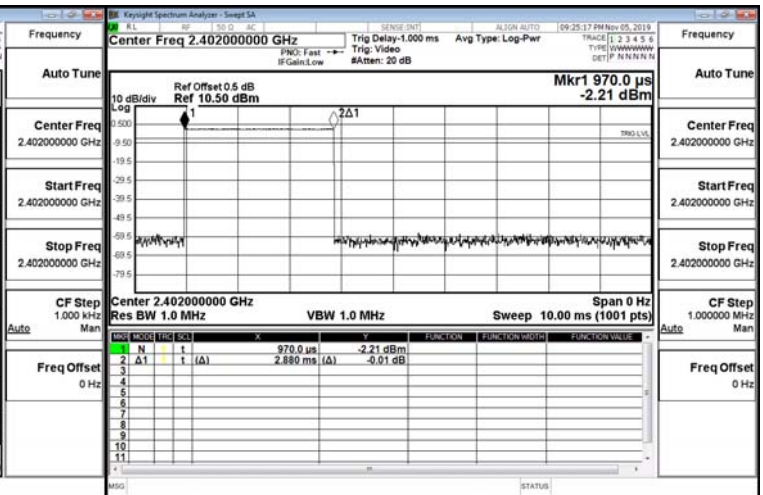 Keysight Spectrum Analyzer - Swept SA
RL RF 50 Ω AC SENSE:INT ALIGN AUTO 09:25:17 PM Nov 05, 2019
Center Freq 2.402000000 GHz
PNO: Fast
IFGain:Low
Trig Delay-1.000 ms
Trig: Video
#Atten: 20 dB
Avg Type: Log-Pwr
TRACE 1 2 3 4 5 6
TYPE WWWWWW
DET P N N N N N
Ref Offset 0.5 dB
Ref 10.50 dBm
10 dB/div
Log
Mkr1 970.0 µs
-2.21 dBm
1
2Δ1
TRIG LVL
0.500
-9.50
-19.5
-29.5
-39.5
-49.5
-59.5
-69.5
-79.5
Center 2.402000000 GHz
Span 0 Hz
Res BW 1.0 MHz
VBW 1.0 MHz
Sweep 10.00 ms (1001 pts)
MKR MODE TRC SCL X Y FUNCTION FUNCTION WIDTH FUNCTION VALUE
1 N t 970.0 µs -2.21 dBm
2 Δ1 t (Δ) 2.880 ms (Δ) -0.01 dB
3
4
5
6
7
8
9
10
11
MSG
STATUS
Frequency
Auto Tune
Center Freq
2.402000000 GHz
Start Freq
2.402000000 GHz
Stop Freq
2.402000000 GHz
CF Step
1.000 kHz
Auto Man
Freq Offset
0 Hz
Frequency
Auto Tune
Center Freq
2.402000000 GHz
Start Freq
2.402000000 GHz
Stop Freq
2.402000000 GHz
CF Step
1.000000 MHz
Auto Man
Freq Offset
0 Hz